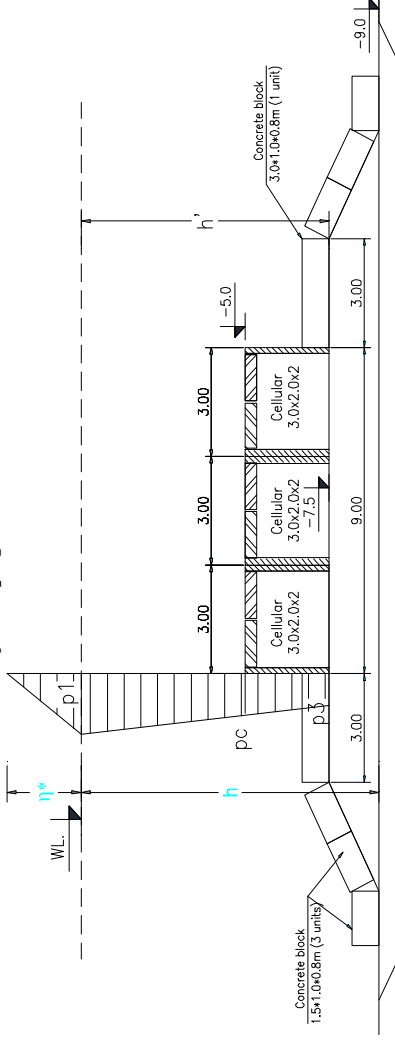 η*
p1
WL.
h
h'
pc
p3
-5.0
-7.5
-9.0
3.00
3.00
3.00
Cellular
3.0x2.0x2
Cellular
3.0x2.0x2
Cellular
3.0x2.0x2
Concrete block
3.0*1.0*0.8m (1 unit)
Concrete block
1.5*1.0*0.8m (3 units)
3.00
9.00
3.00